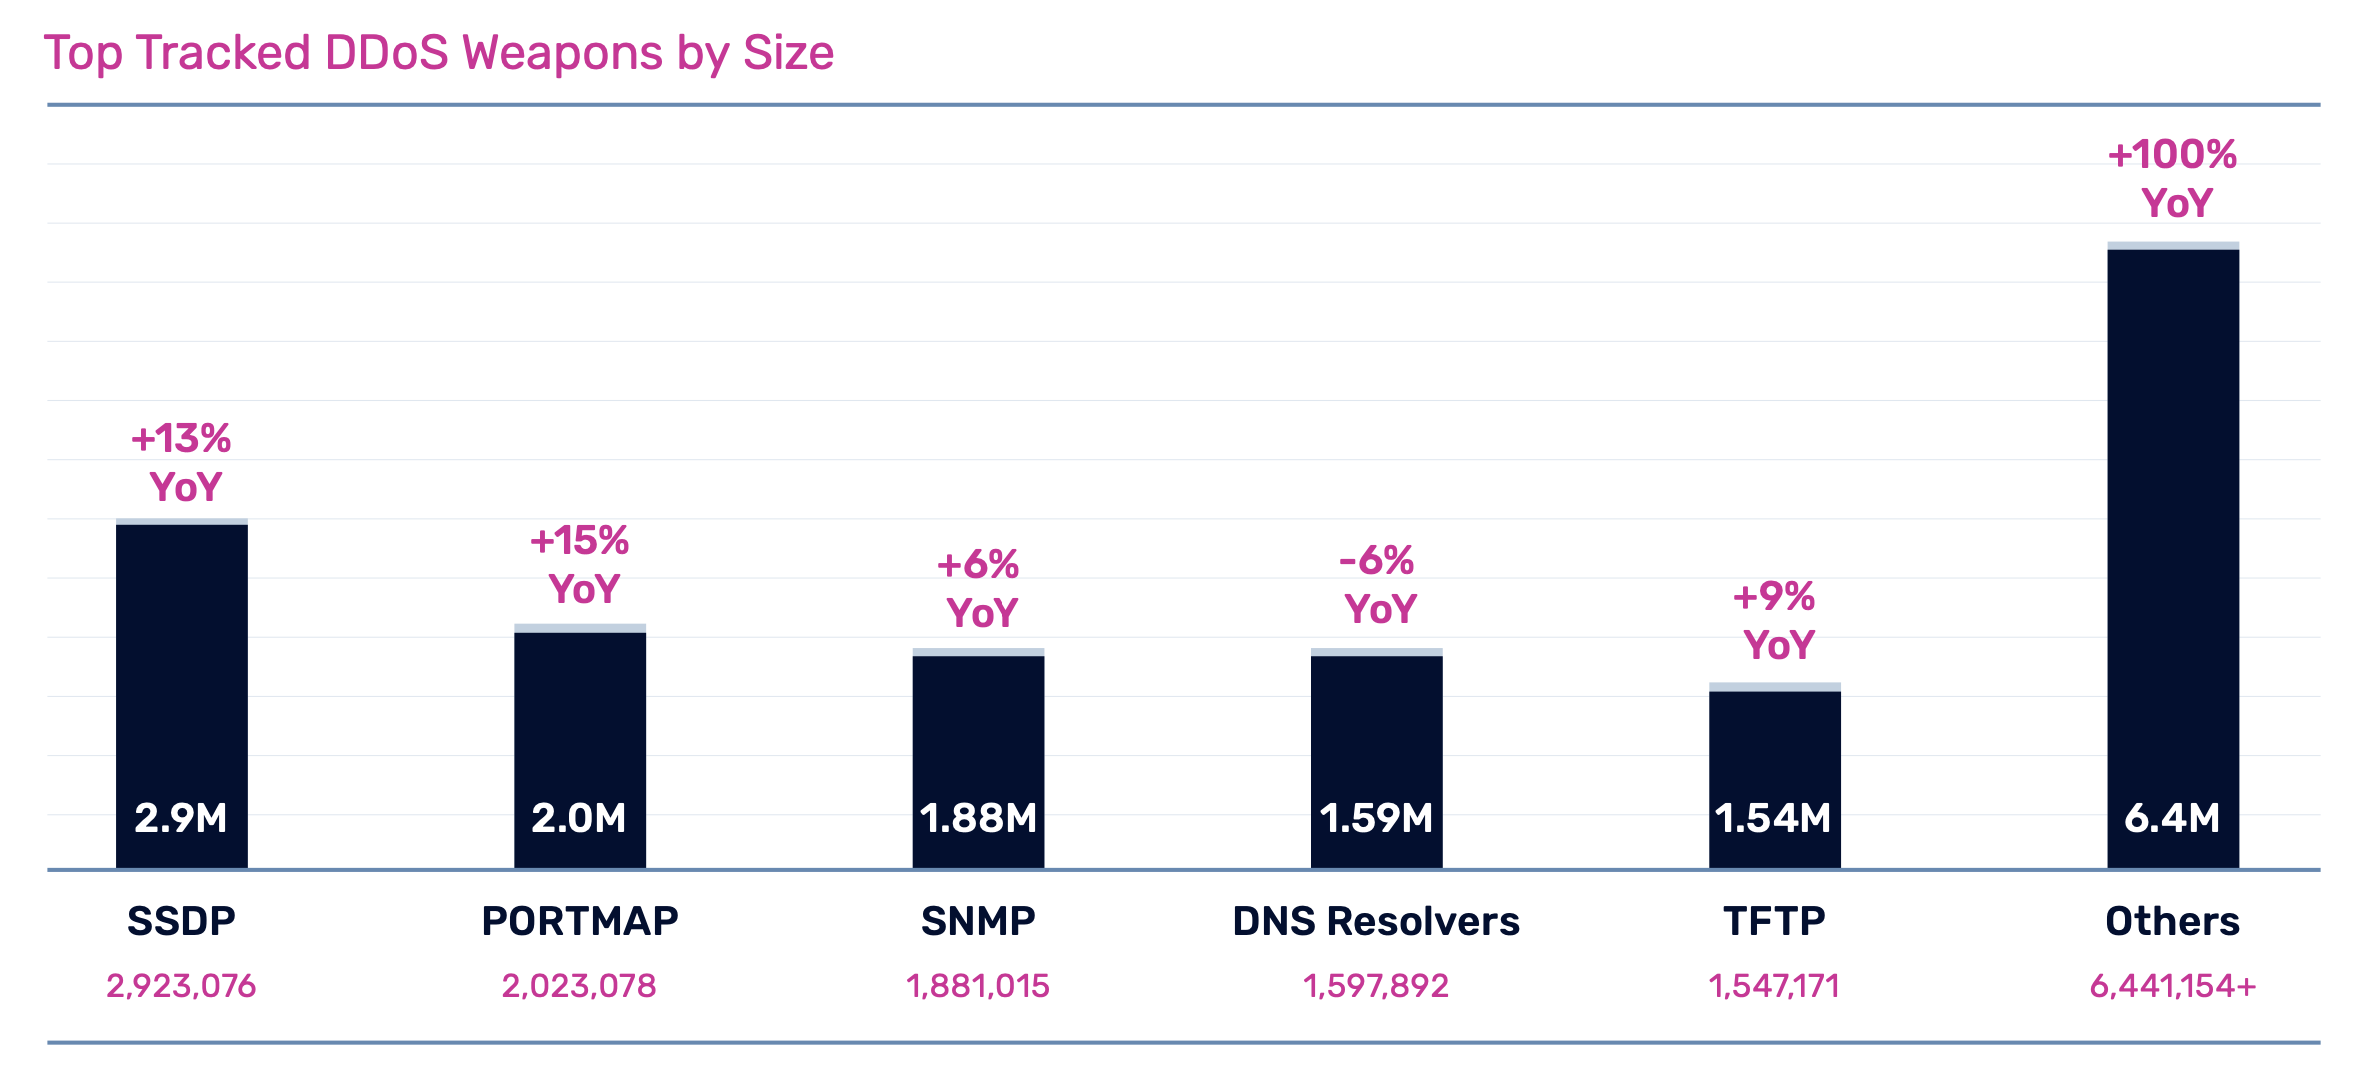 Top Tracked DDoS Weapons by Size
+100%
YoY
+13%
YoY
+15%
YoY
+6%
YoY
-6%
YoY
+9%
YoY
2.9M
2.0M
1.88M
1.59M
1.54M
6.4M
SSDP
PORTMAP
SNMP
DNS Resolvers
TFTP
Others
2,923,076
2,023,078
1,881,015
1,597,892
1,547,171
6,441,154+